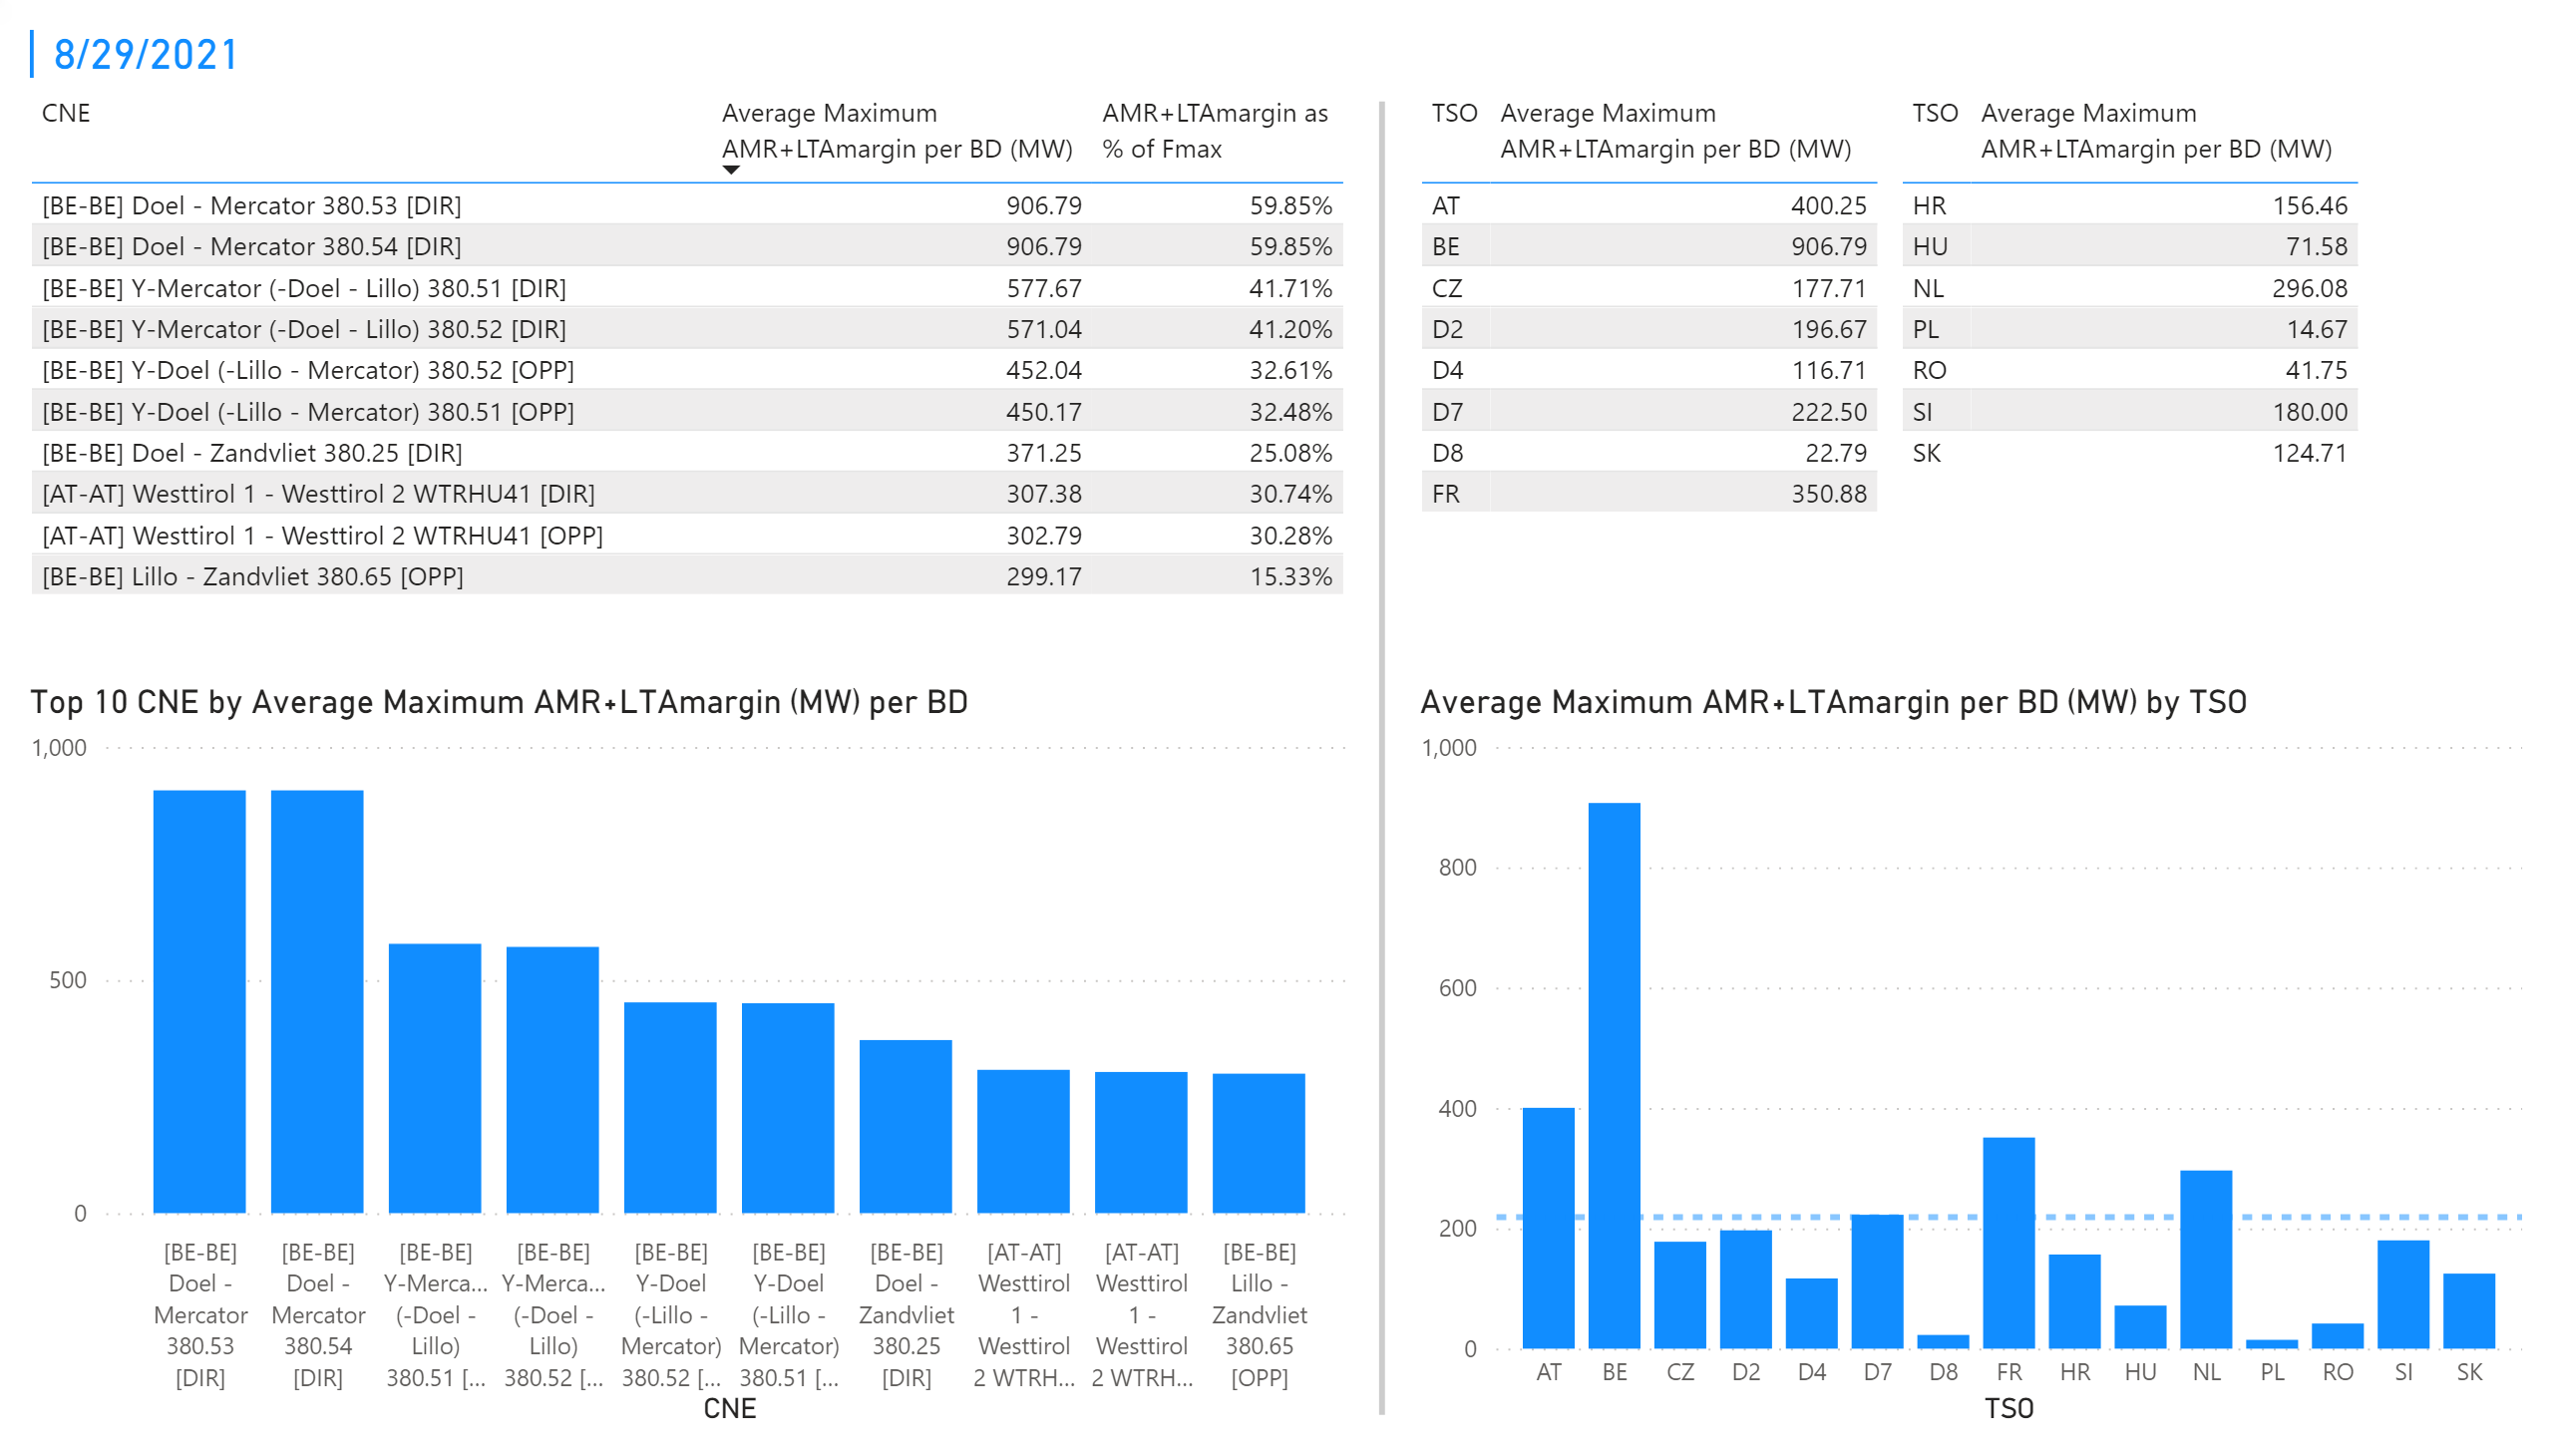 8/29/2021
CNE Average Maximum AMR+LTAmargin as
AMR+LTAmargin per BD (MW) % of Fmax
[BE-BE] Doel - Mercator 380.53 [DIR] 906.79 59.85%
[BE-BE] Doel - Mercator 380.54 [DIR] 906.79 59.85%
[BE-BE] Y-Mercator (-Doel - Lillo) 380.51 [DIR] 577.67 41.71%
[BE-BE] Y-Mercator (-Doel - Lillo) 380.52 [DIR] 571.04 41.20%
[BE-BE] Y-Doel (-Lillo - Mercator) 380.52 [OPP] 452.04 32.61%
[BE-BE] Y-Doel (-Lillo - Mercator) 380.51 [OPP] 450.17 32.48%
[BE-BE] Doel - Zandvliet 380.25 [DIR] 371.25 25.08%
[AT-AT] Westtirol 1 - Westtirol 2 WTRHU41 [DIR] 307.38 30.74%
[AT-AT] Westtirol 1 - Westtirol 2 WTRHU41 [OPP] 302.79 30.28%
[BE-BE] Lillo - Zandvliet 380.65 [OPP] 299.17 15.33%
TSO Average Maximum
AMR+LTAmargin per BD (MW)
AT 400.25
BE 906.79
CZ 177.71
D2 196.67
D4 116.71
D7 222.50
D8 22.79
FR 350.88
TSO Average Maximum
AMR+LTAmargin per BD (MW)
HR 156.46
HU 71.58
NL 296.08
PL 14.67
RO 41.75
SI 180.00
SK 124.71
Top 10 CNE by Average Maximum AMR+LTAmargin (MW) per BD
1,000
500
0
[BE-BE] [BE-BE] [BE-BE] [BE-BE] [BE-BE] [BE-BE] [BE-BE] [AT-AT] [AT-AT] [BE-BE]
Doel - Doel - Y-Merca... Y-Merca... Y-Doel Y-Doel Doel - Westtirol Westtirol Lillo -
Mercator Mercator (-Doel - (-Doel - (-Lillo - (-Lillo - Zandvliet 1 - 1 - Zandvliet
380.53 380.54 Lillo) Lillo) Mercator) Mercator) 380.25 Westtirol Westtirol 380.65
[DIR] [DIR] 380.51 [... 380.52 [... 380.52 [... 380.51 [... [DIR] 2 WTRH... 2 WTRH... [OPP]
CNE
Average Maximum AMR+LTAmargin per BD (MW) by TSO
1,000
800
600
400
200
0
AT BE CZ D2 D4 D7 D8 FR HR HU NL PL RO SI SK
TSO